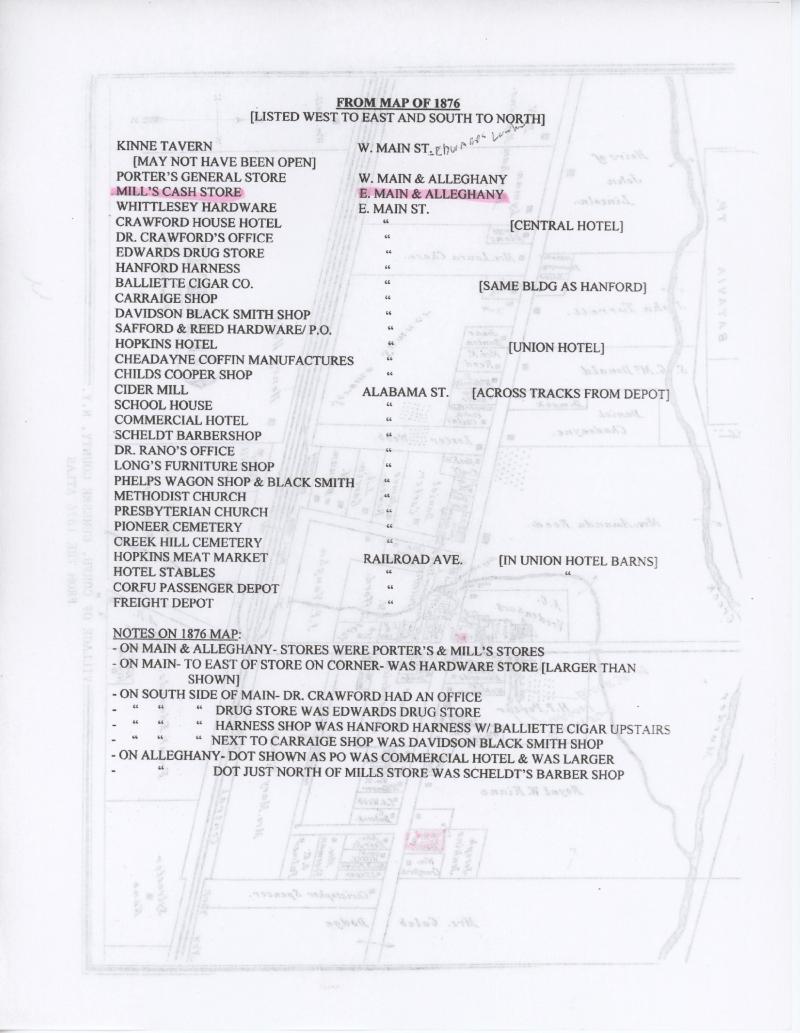 FROM MAP OF 1876
[LISTED WEST TO EAST AND SOUTH TO NORTH]
KINNE TAVERN W. MAIN ST.
[MAY NOT HAVE BEEN OPEN]
PORTER'S GENERAL STORE W. MAIN & ALLEGHANY
MILL'S CASH STORE E. MAIN & ALLEGHANY
WHITTLESEY HARDWARE E. MAIN ST.
CRAWFORD HOUSE HOTEL “ [CENTRAL HOTEL]
DR. CRAWFORD'S OFFICE “
EDWARDS DRUG STORE “
HANFORD HARNESS “
BALLIETTE CIGAR CO. “ [SAME BLDG AS HANFORD]
CARRAIGE SHOP “
DAVIDSON BLACK SMITH SHOP “
SAFFORD & REED HARDWARE/ P.O. “
HOPKINS HOTEL “ [UNION HOTEL]
CHEADAYNE COFFIN MANUFACTURES “
CHILDS COOPER SHOP “
CIDER MILL ALABAMA ST. [ACROSS TRACKS FROM DEPOT]
SCHOOL HOUSE “
COMMERCIAL HOTEL “
SCHELDT BARBERSHOP “
DR. RANO'S OFFICE “
LONG'S FURNITURE SHOP “
PHELPS WAGON SHOP & BLACK SMITH “
METHODIST CHURCH “
PRESBYTERIAN CHURCH “
PIONEER CEMETERY “
CREEK HILL CEMETERY “
HOPKINS MEAT MARKET RAILROAD AVE. [IN UNION HOTEL BARNS]
HOTEL STABLES “ “
CORFU PASSENGER DEPOT “
FREIGHT DEPOT “
NOTES ON 1876 MAP:
- ON MAIN & ALLEGHANY- STORES WERE PORTER'S & MILL'S STORES
- ON MAIN- TO EAST OF STORE ON CORNER- WAS HARDWARE STORE [LARGER THAN
SHOWN]
- ON SOUTH SIDE OF MAIN- DR. CRAWFORD HAD AN OFFICE
- “ “ “ DRUG STORE WAS EDWARDS DRUG STORE
- “ “ “ HARNESS SHOP WAS HANFORD HARNESS W/ BALLIETTE CIGAR UPSTAIRS
- “ “ “ NEXT TO CARRAIGE SHOP WAS DAVIDSON BLACK SMITH SHOP
- ON ALLEGHANY- DOT SHOWN AS PO WAS COMMERCIAL HOTEL & WAS LARGER
- “ DOT JUST NORTH OF MILLS STORE WAS SCHELDT'S BARBER SHOP